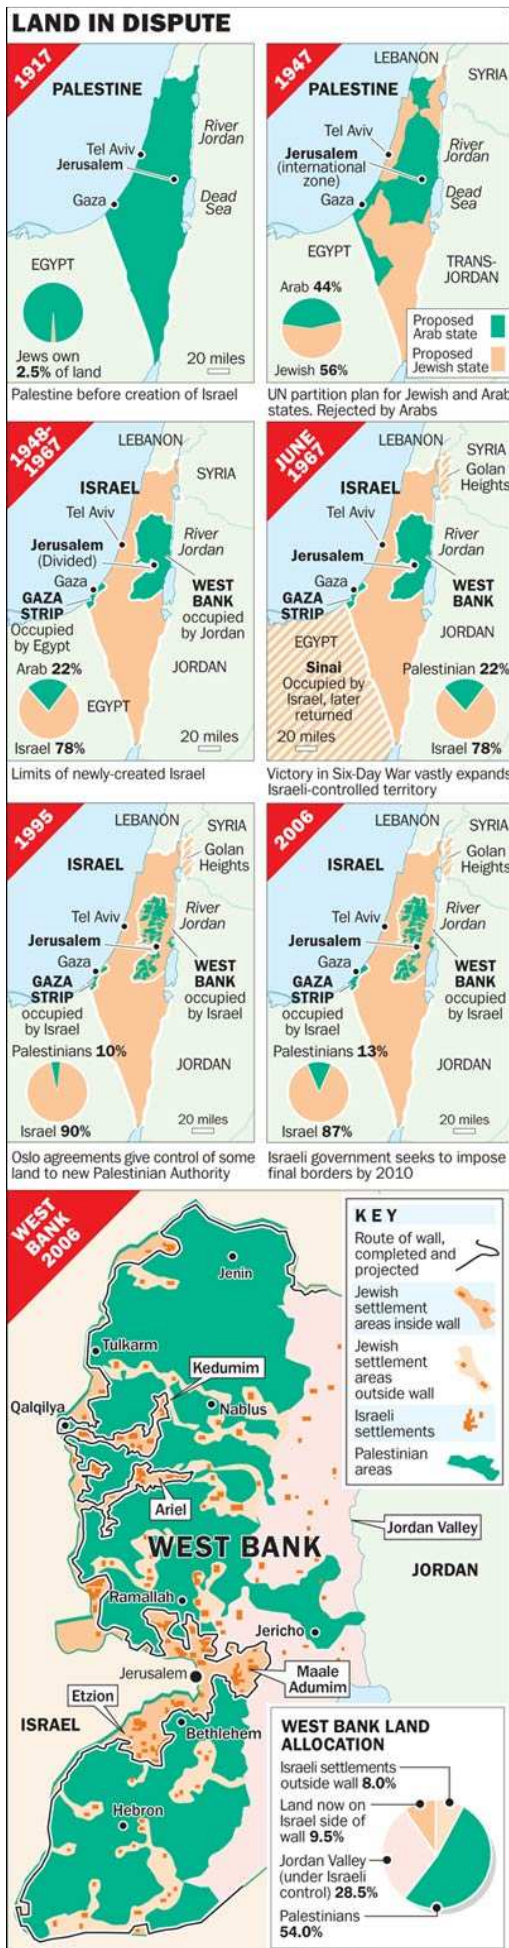 LAND IN DISPUTE
1917
PALESTINE
Tel Aviv
Jerusalem
Gaza
River
Jordan
Dead
Sea
EGYPT
Jews own
2.5% of land
20 miles
Palestine before creation of Israel
1947
LEBANON
SYRIA
PALESTINE
Tel Aviv
Jerusalem
(international
zone)
Gaza
River
Jordan
Dead
Sea
EGYPT
TRANS-
JORDAN
Arab 44%
Jewish 56%
Proposed
Arab state
Proposed
Jewish state
UN partition plan for Jewish and Arab
states. Rejected by Arabs
1948-
1967
LEBANON
SYRIA
ISRAEL
Tel Aviv
Jerusalem
(Divided)
River
Jordan
Gaza
GAZA
STRIP
Occupied
by Egypt
WEST
BANK
occupied
by Jordan
Arab 22%
JORDAN
EGYPT
Israel 78%
20 miles
Limits of newly-created Israel
JUNE
1967
LEBANON
SYRIA
Golan
Heights
ISRAEL
Tel Aviv
Jerusalem
River
Jordan
Gaza
GAZA
STRIP
WEST
BANK
EGYPT
JORDAN
Sinai
Occupied by
Israel, later
returned
Palestinian 22%
20 miles
Israel 78%
Victory in Six-Day War vastly expands
Israeli-controlled territory
1995
LEBANON
SYRIA
Golan
Heights
ISRAEL
Tel Aviv
River
Jordan
Jerusalem
Gaza
GAZA
STRIP
occupied
by Israel
WEST
BANK
occupied
by Israel
Palestinians 10%
JORDAN
Israel 90%
20 miles
Oslo agreements give control of some
land to new Palestinian Authority
2006
LEBANON
SYRIA
Golan
Heights
ISRAEL
Tel Aviv
River
Jordan
Jerusalem
Gaza
GAZA
STRIP
occupied
by Israel
WEST
BANK
occupied
by Israel
Palestinians 13%
JORDAN
Israel 87%
20 miles
Israeli government seeks to impose
final borders by 2010
WEST
BANK
2006
KEY
Route of wall,
completed and
projected
Jewish
settlement
areas inside wall
Jewish
settlement
areas
outside wall
Israeli
settlements
Palestinian
areas
Jenin
Tulkarm
Kedumim
Qalqilya
Nablus
Ariel
Jordan Valley
WEST BANK
JORDAN
Ramallah
Jericho
Jerusalem
Maale
Adumim
Etzion
ISRAEL
Bethlehem
Hebron
WEST BANK LAND
ALLOCATION
Israeli settlements
outside wall 8.0%
Land now on
Israel side of
wall 9.5%
Jordan Valley
(under Israeli
control) 28.5%
Palestinians
54.0%